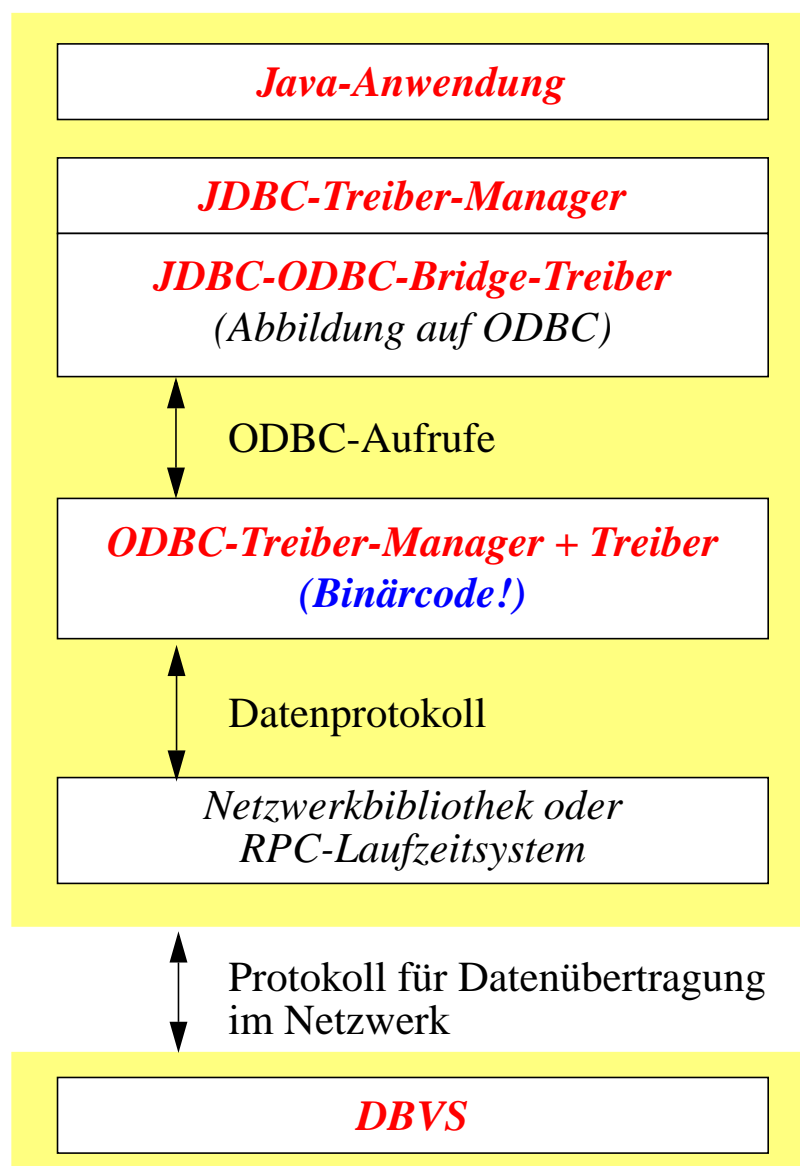 Java-Anwendung
JDBC-Treiber-Manager
JDBC-ODBC-Bridge-Treiber
(Abbildung auf ODBC)
ODBC-Aufrufe
ODBC-Treiber-Manager + Treiber
(Binärcode!)
Datenprotokoll
Netzwerkbibliothek oder
RPC-Laufzeitsystem
Protokoll für Datenübertragung
im Netzwerk
DBVS